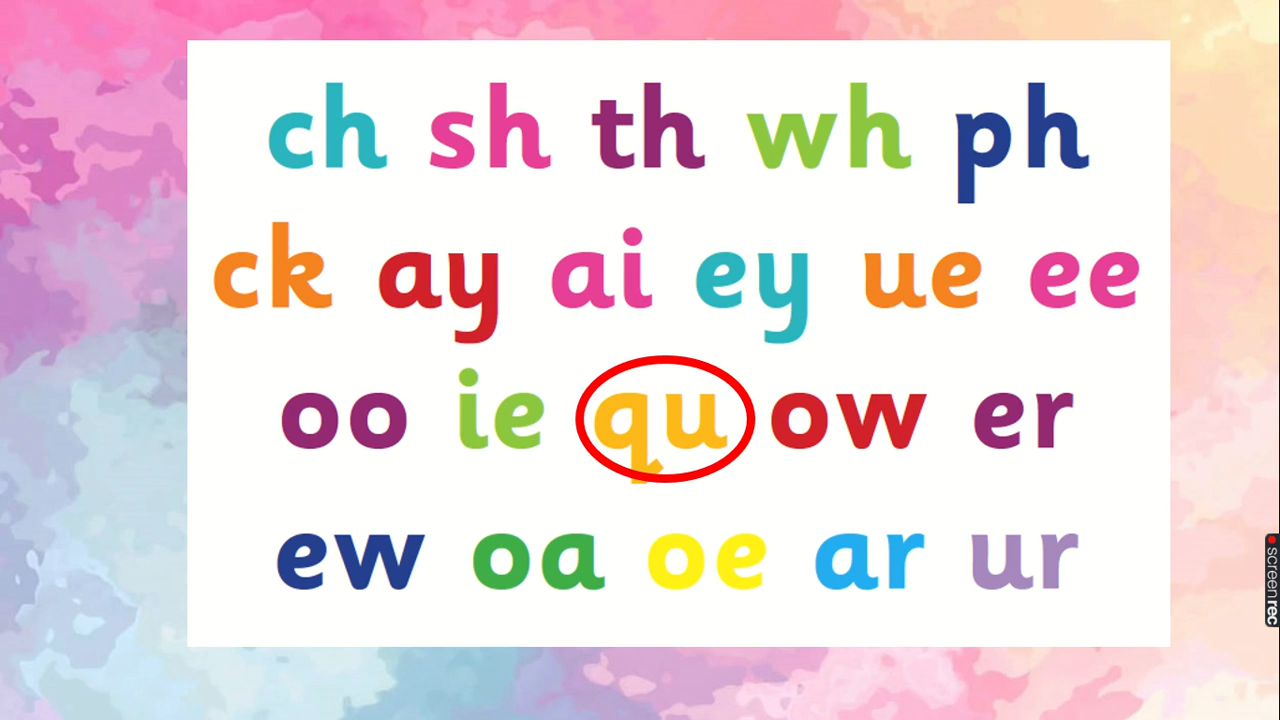 ch sh th wh ph
ck ay ai ey ue ee
oo ie qu ow er
ew oa oe ar ur
screenrec